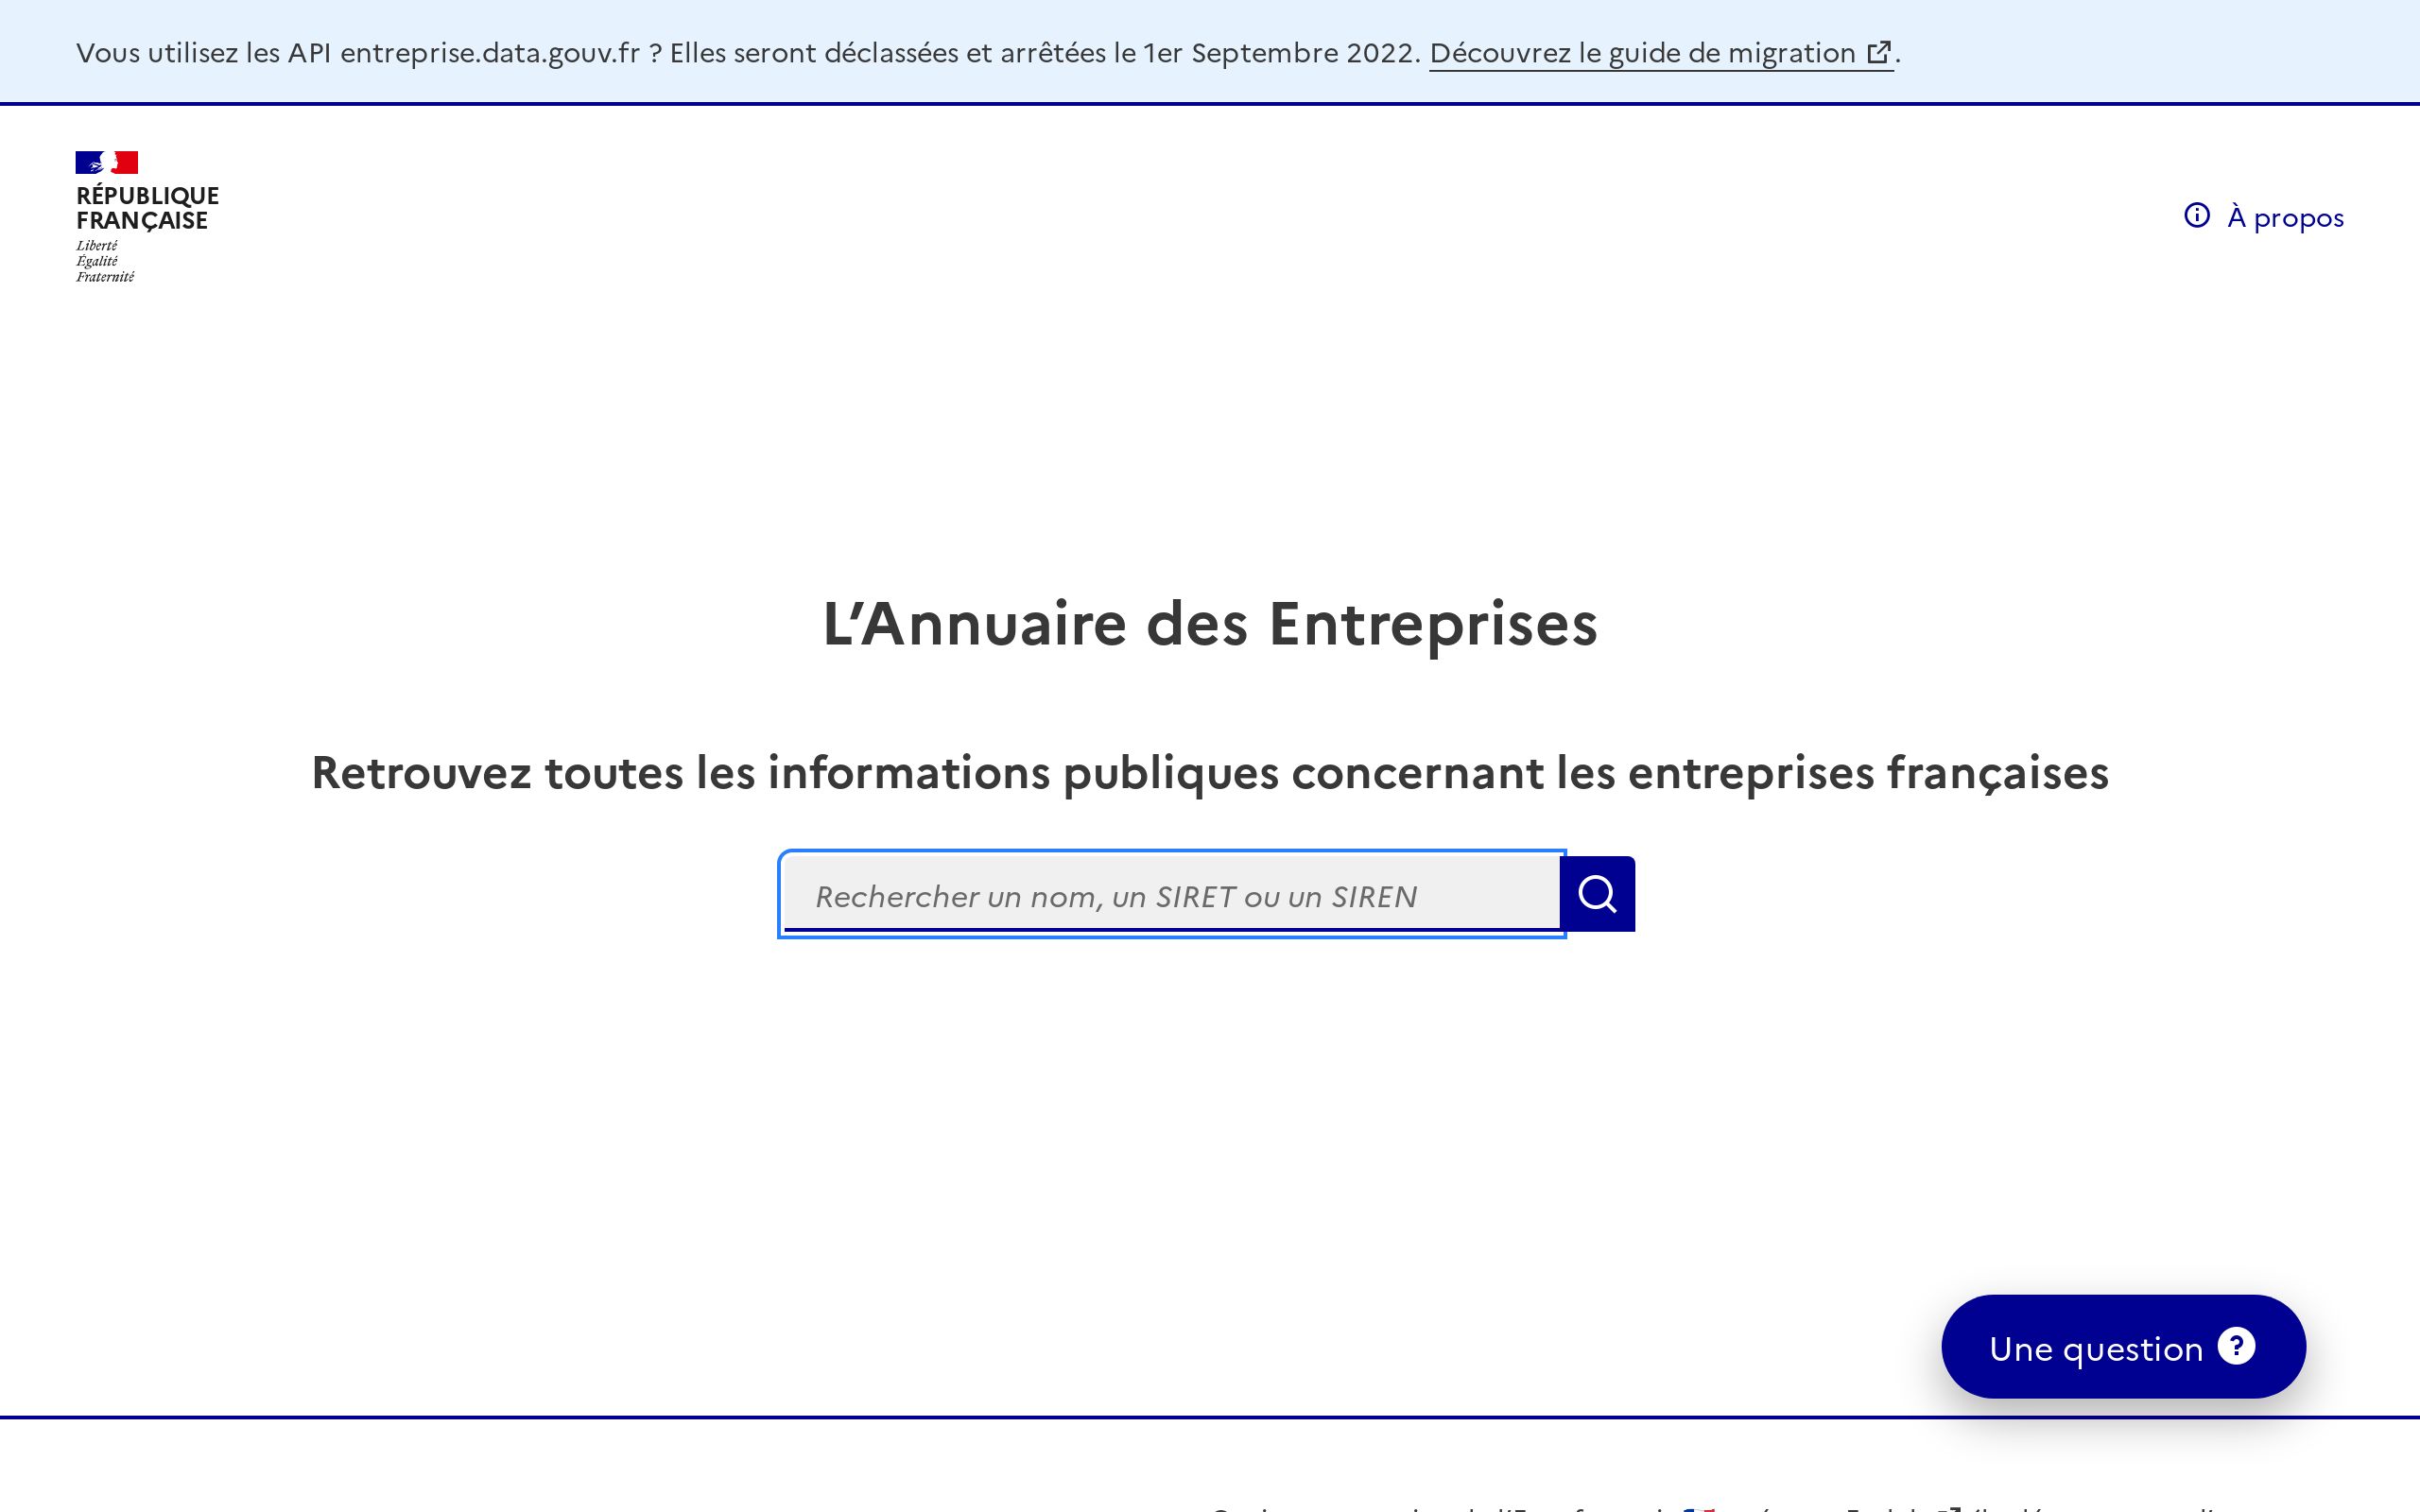 Vous utilisez les API entreprise.data.gouv.fr ? Elles seront déclassées et arrêtées le 1er Septembre 2022. Découvrez le guide de migration .
RÉPUBLIQUE
FRANÇAISE
Liberté
Égalité
Fraternité
À propos
L’Annuaire des Entreprises
Retrouvez toutes les informations publiques concernant les entreprises françaises
Rechercher un nom, un SIRET ou un SIREN
Une question ?